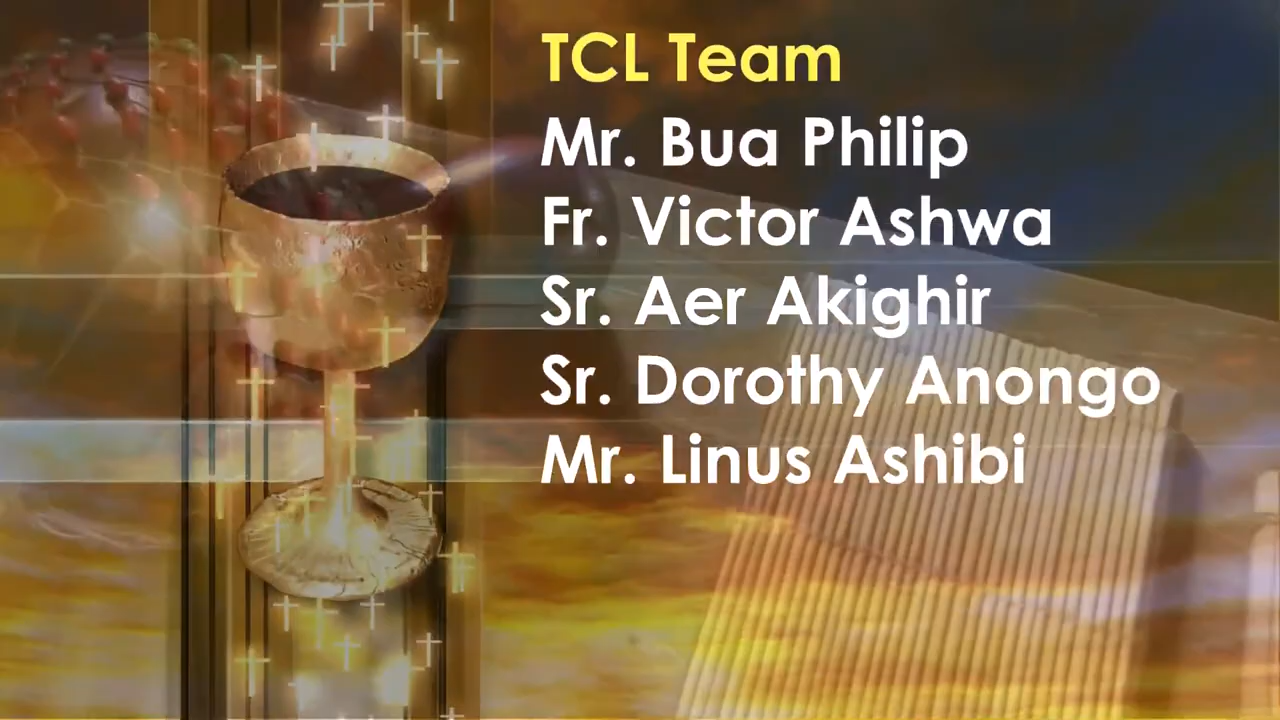 TCL Team
Mr. Bua Philip
Fr. Victor Ashwa
Sr. Aer Akighir
Sr. Dorothy Anongo
Mr. Linus Ashibi